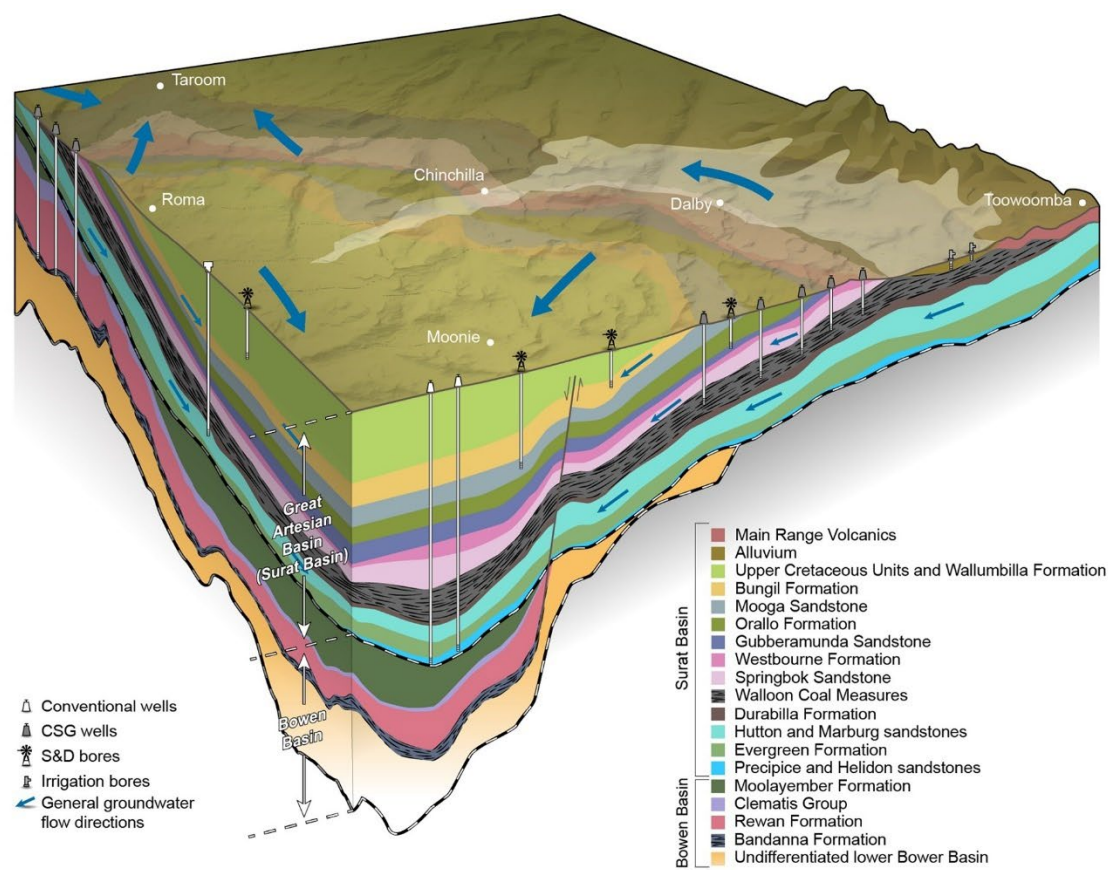 Taroom
Roma
Chinchilla
Dalby
Toowoomba
Moonie
Great
Artesian
Basin
(Surat Basin)
Bowen
Basin
Conventional wells
CSG wells
S&D bores
Irrigation bores
General groundwater
flow directions
Surat Basin
Main Range Volcanics
Alluvium
Upper Cretaceous Units and Wallumbilla Formation
Bungil Formation
Mooga Sandstone
Orallo Formation
Gubberamunda Sandstone
Westbourne Formation
Springbok Sandstone
Walloon Coal Measures
Durabilla Formation
Hutton and Marburg sandstones
Evergreen Formation
Precipice and Helidon sandstones
Bowen Basin
Moolayember Formation
Clematis Group
Rewan Formation
Bandanna Formation
Undifferentiated lower Bower Basin